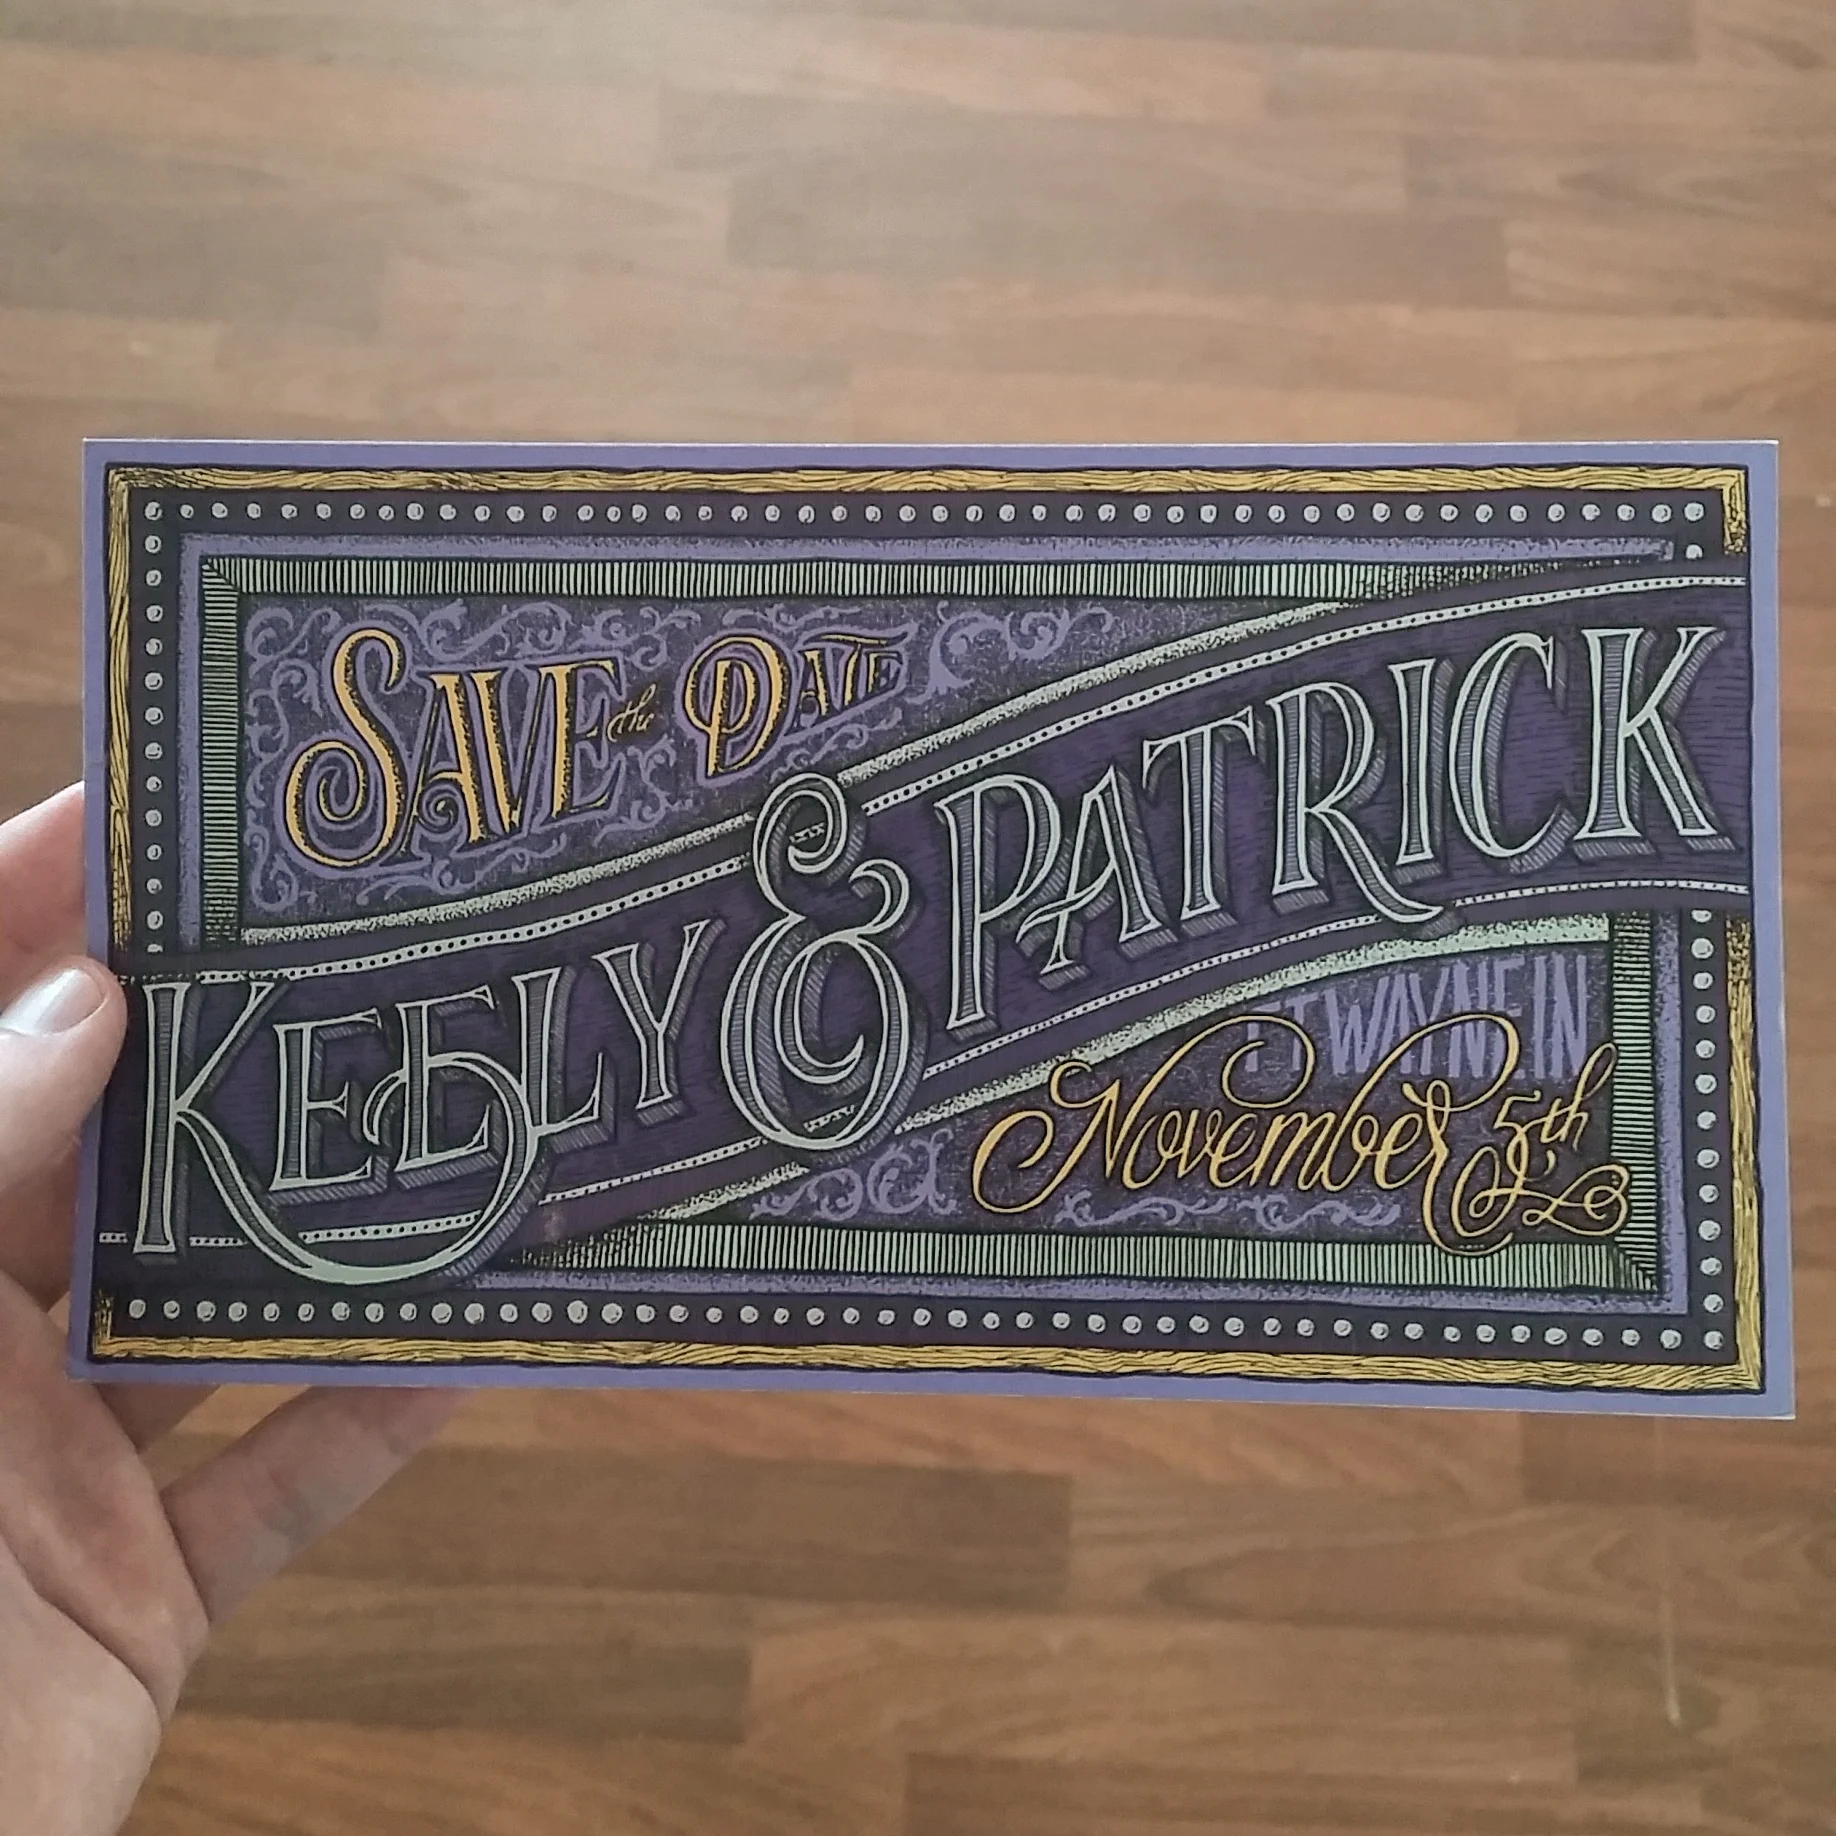 SAVE the DATE
KEELY & PATRICK
FT WAYNE, IN
November 5th